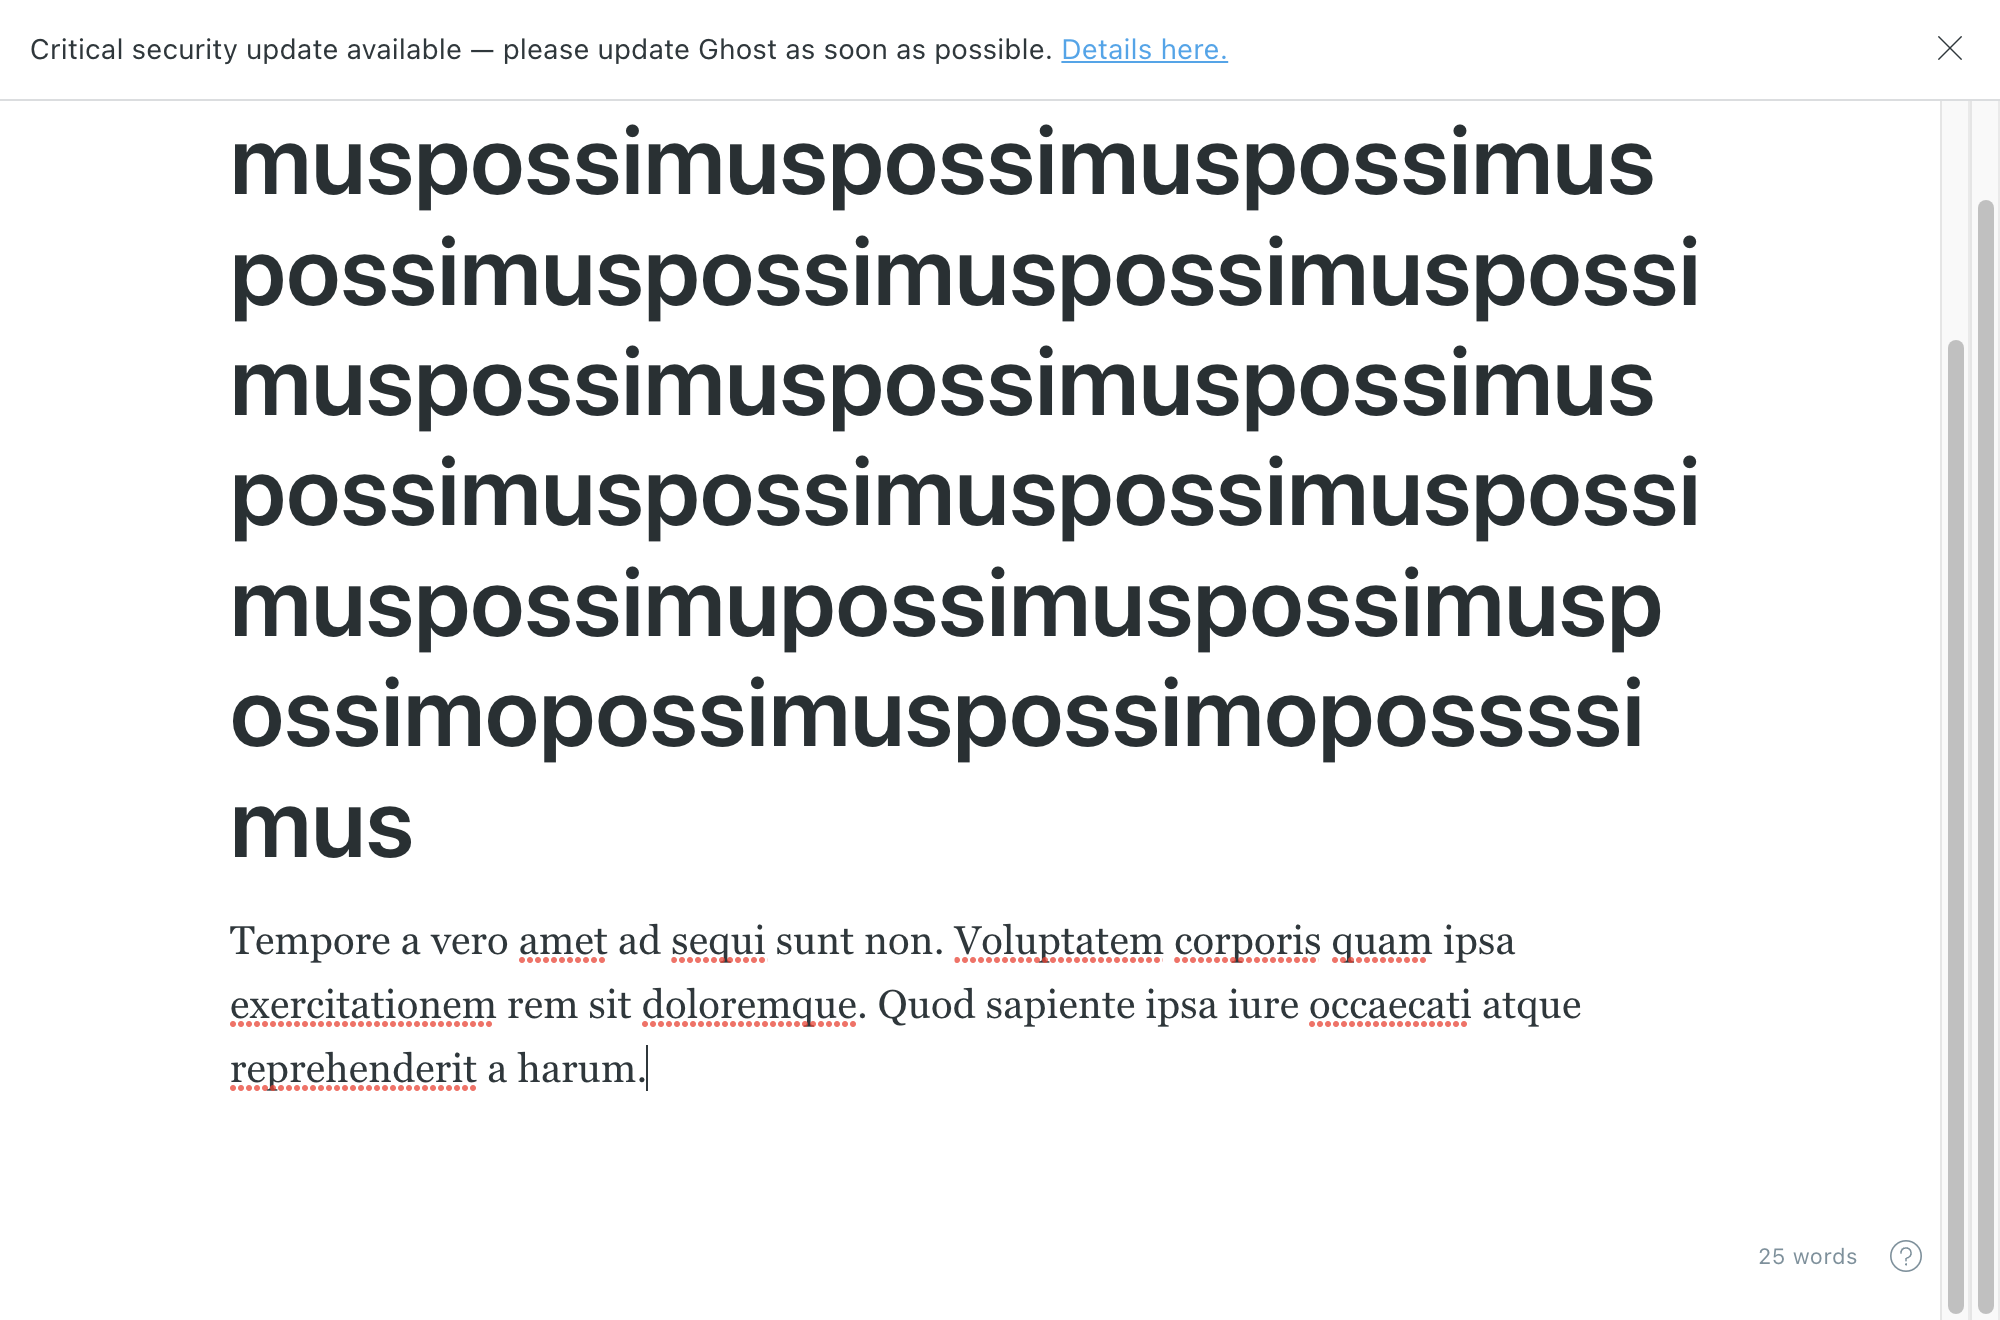 Critical security update available — please update Ghost as soon as possible. Details here.
muspossimuspossimuspossimus
possimuspossimuspossimuspossi
muspossimuspossimuspossimus
possimuspossimuspossimuspossi
muspossimupossimuspossimusp
ossimopossimuspossimopossssi
mus
Tempore a vero amet ad sequi sunt non. Voluptatem corporis quam ipsa
exercitationem rem sit doloremque. Quod sapiente ipsa iure occaecati atque
reprehenderit a harum.
25 words
?